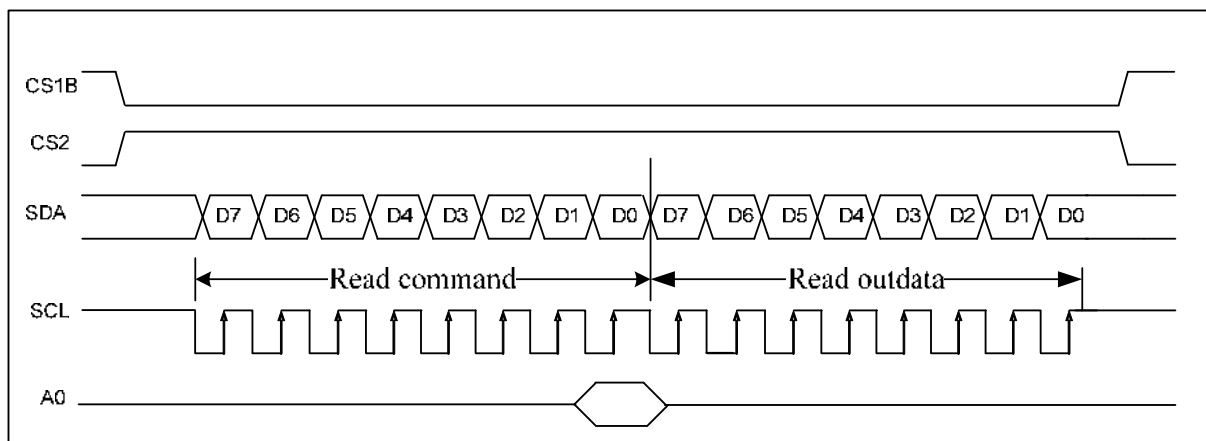 CS1B
CS2
SDA D7 D6 D5 D4 D3 D2 D1 D0 D7 D6 D5 D4 D3 D2 D1 D0
Read command Read outdata
SCL
A0